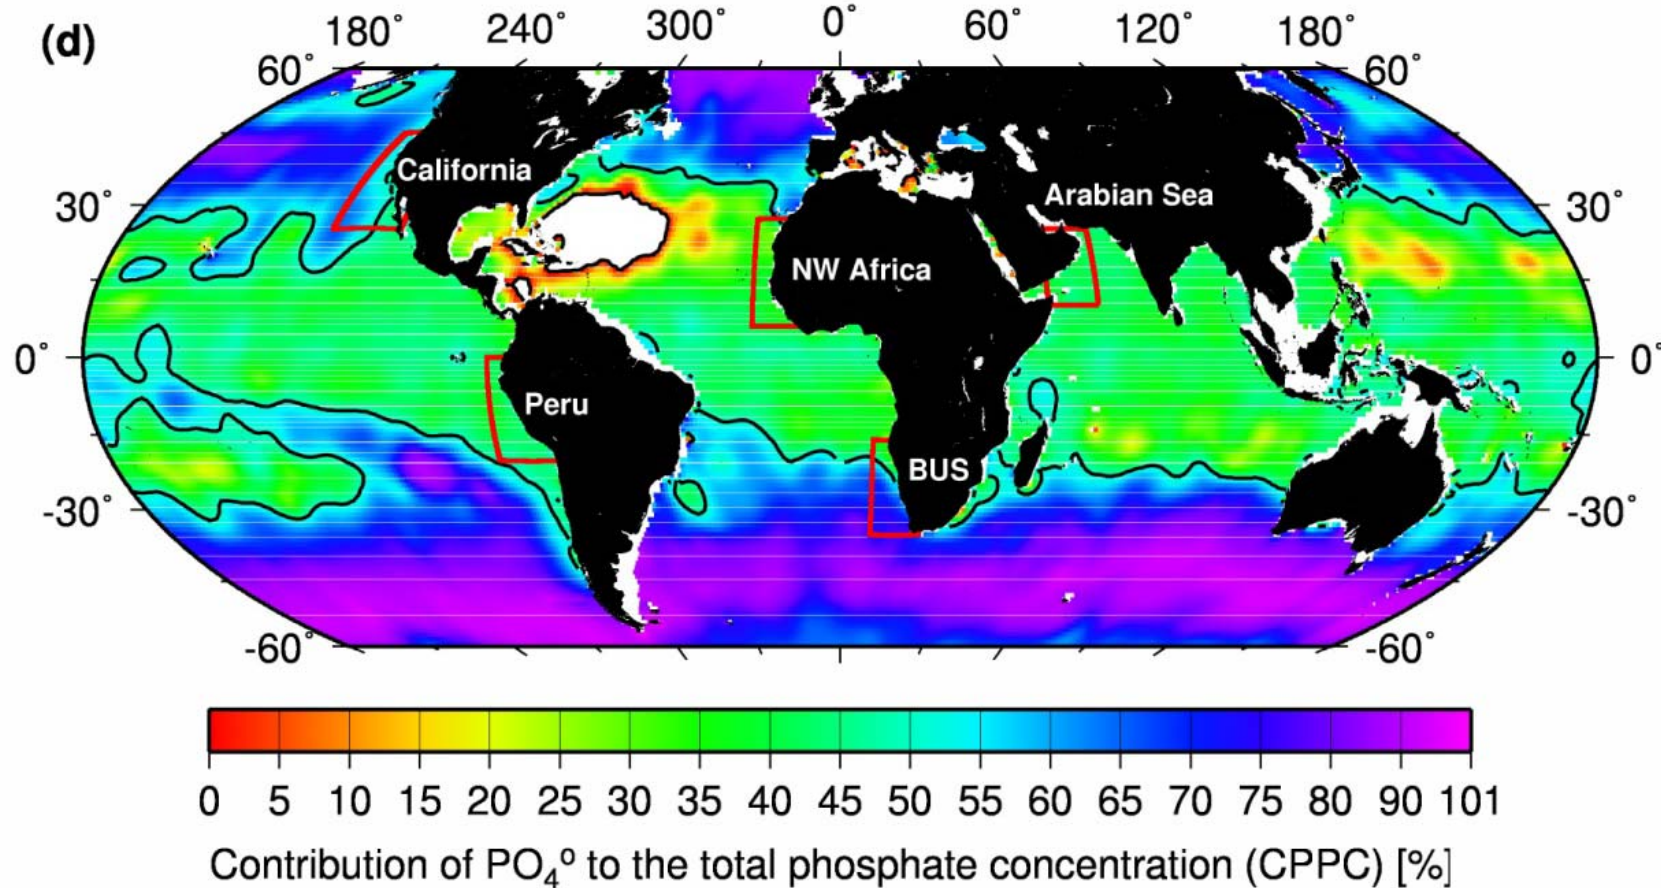 (d)
180° 240° 300° 0° 60° 120° 180°
60° 60°
California
Arabian Sea
30° 30°
NW Africa
0° 0°
Peru
BUS
-30° -30°
-60° -60°
0 5 10 15 20 25 30 35 40 45 50 55 60 65 70 75 80 90 101
Contribution of PO₄º to the total phosphate concentration (CPPC) [%]